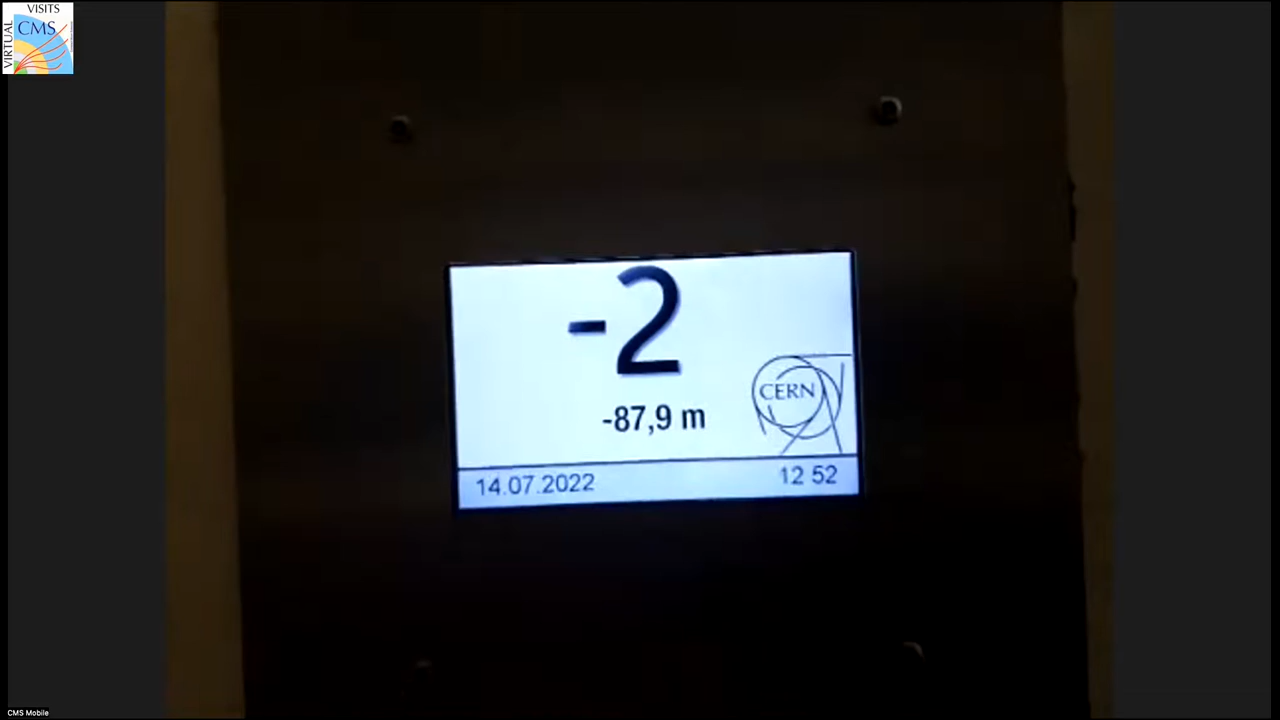 VISITS
VIRTUAL
CMS
-2
-87,9 m
CERN
14.07.2022
12 52
CMS Mobile